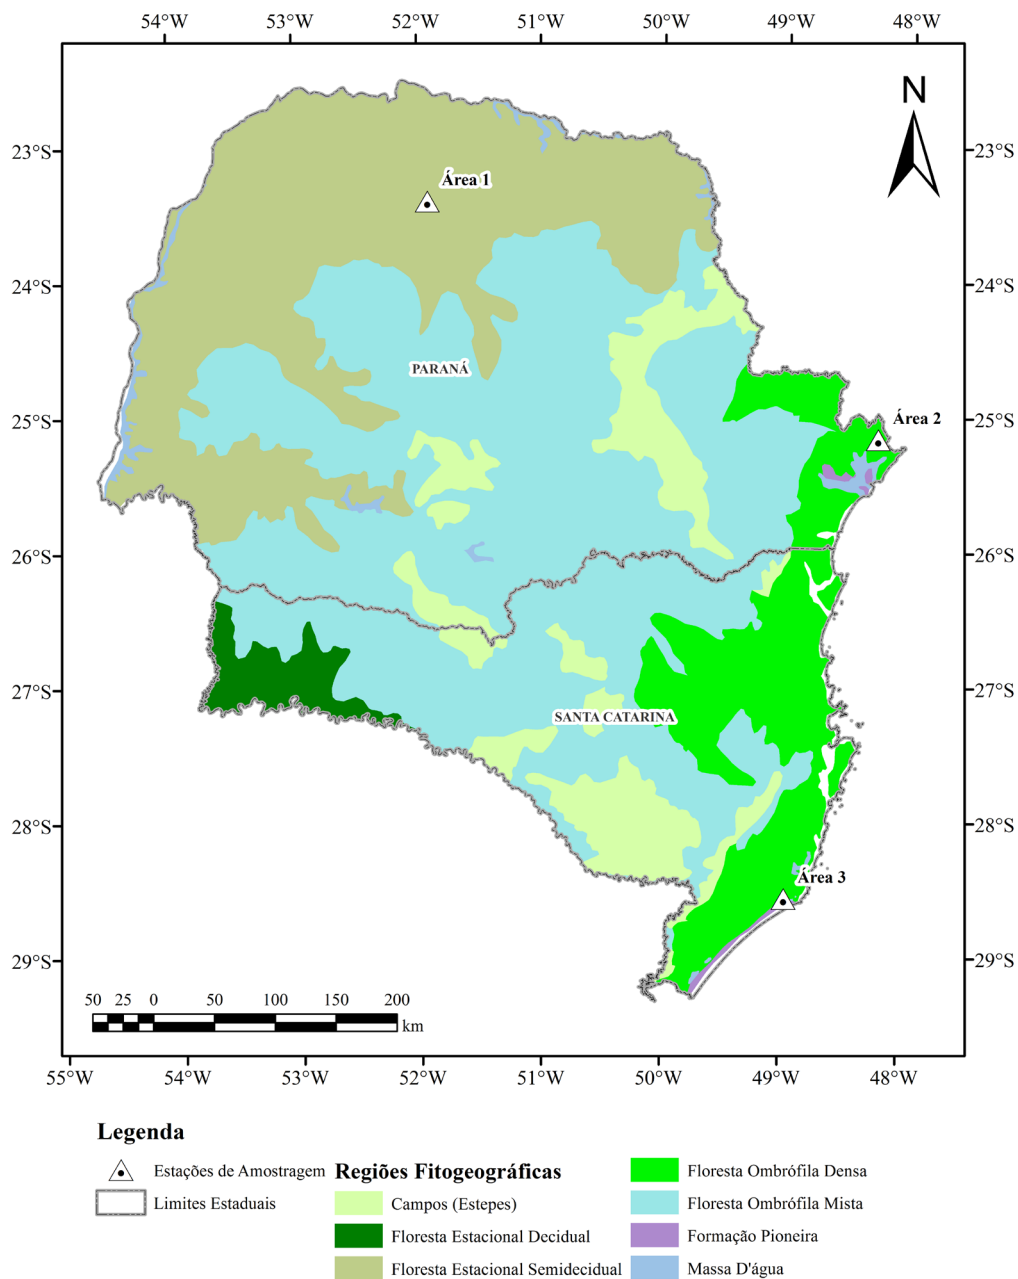 54°W 53°W 52°W 51°W 50°W 49°W 48°W
N
23°S 23°S
Área 1
24°S 24°S
PARANÁ
25°S 25°S
Área 2
26°S 26°S
27°S 27°S
SANTA CATARINA
28°S 28°S
Área 3
29°S 29°S
50 25 0 50 100 150 200
km
55°W 54°W 53°W 52°W 51°W 50°W 49°W 48°W
Legenda
Estações de Amostragem
Limites Estaduais
Regiões Fitogeográficas
Campos (Estepes)
Floresta Estacional Decidual
Floresta Estacional Semidecidual
Floresta Ombrófila Densa
Floresta Ombrófila Mista
Formação Pioneira
Massa D'água